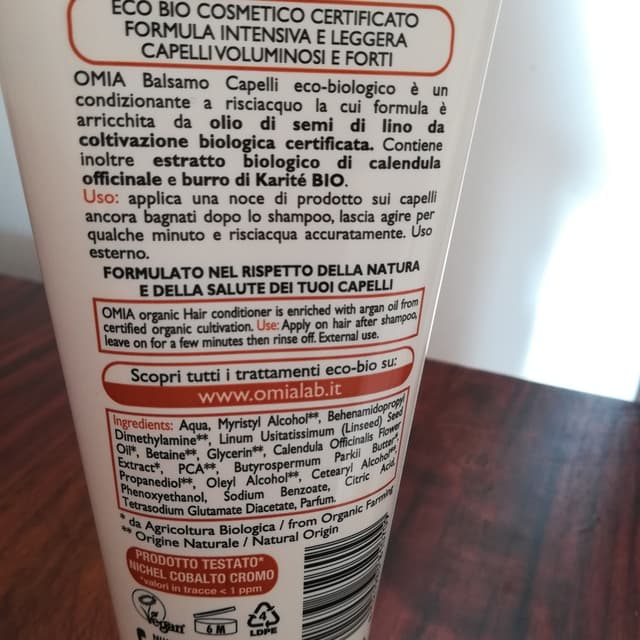 ECO BIO COSMETICO CERTIFICATO
FORMULA INTENSIVA E LEGGERA
CAPELLI VOLUMINOSI E FORTI
OMIA Balsamo Capelli eco-biologico è un
condizionante a risciacquo la cui formula è
arricchita da olio di semi di lino da
coltivazione biologica certificata. Contiene
inoltre estratto biologico di calendula
officinale e burro di Karité BIO.
Uso: applica una noce di prodotto sui capelli
ancora bagnati dopo lo shampoo, lascia agire per
qualche minuto e risciacqua accuratamente. Uso
esterno.
FORMULATO NEL RISPETTO DELLA NATURA
E DELLA SALUTE DEI TUOI CAPELLI
OMIA organic Hair conditioner is enriched with argan oil from
certified organic cultivation. Use: Apply on hair after shampoo,
leave on for a few minutes then rinse off. External use.
Scopri tutti i trattamenti eco-bio su:
www.omialab.it
Ingredients: Aqua, Myristyl Alcohol**, Behenamidopropyl
Dimethylamine**, Linum Usitatissimum (Linseed) Seed
Oil*, Betaine**, Glycerin**, Calendula Officinalis Flower
Extract*, PCA**, Butyrospermum Parkii Butter*,
Propanediol**, Oleyl Alcohol**, Cetearyl Alcohol**,
Phenoxyethanol, Sodium Benzoate, Citric Acid,
Tetrasodium Glutamate Diacetate, Parfum.
* da Agricoltura Biologica / from Organic Farming
** Origine Naturale / Natural Origin
PRODOTTO TESTATO*
NICHEL COBALTO CROMO
*valori in tracce < 1 ppm
Vegan
6 M
4
LDPE